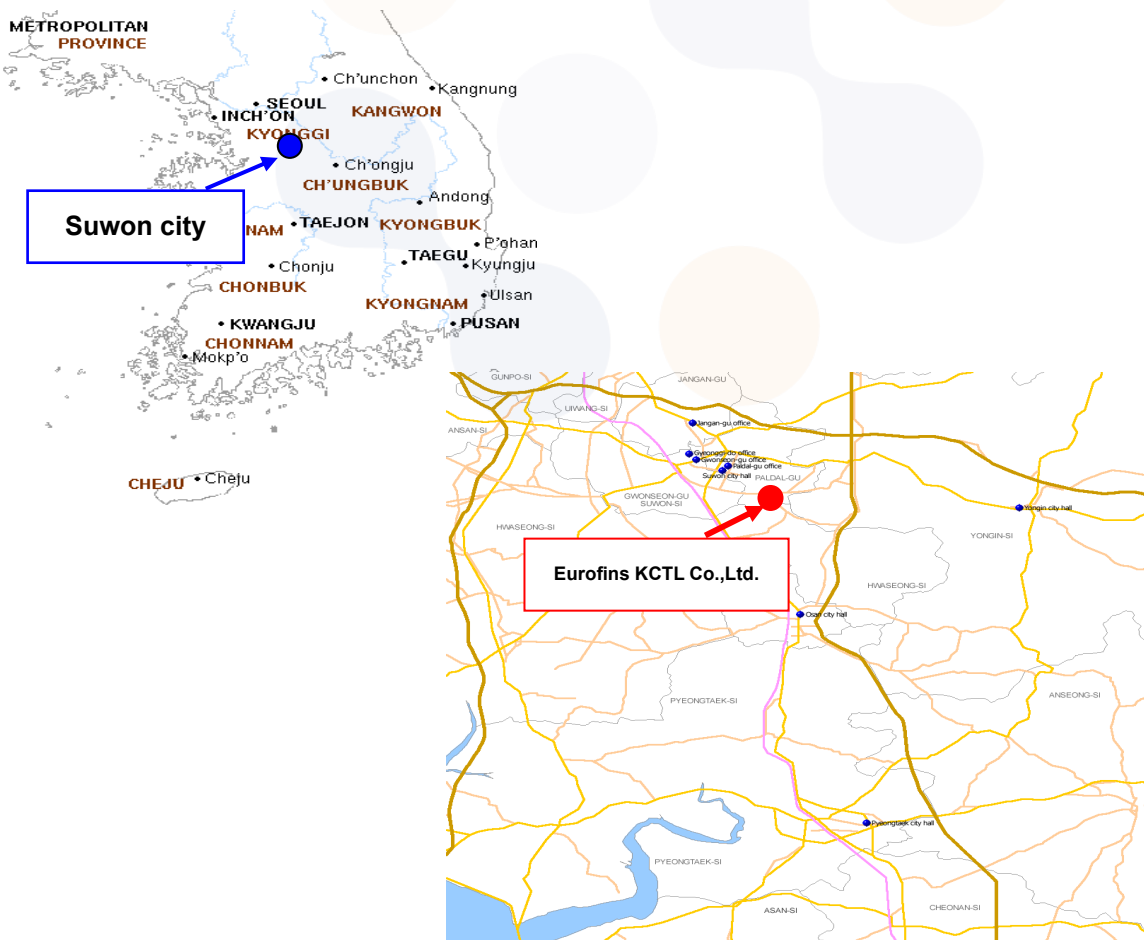 METROPOLITAN
PROVINCE
Ch'unchon
Kangnung
SEOUL
INCH'ON
KANGWON
KYONGGI
Ch'ongju
CH'UNGBUK
Suwon city
Andong
NAM
TAEJON
KYONGBUK
P'ohan
TAEGU
Kyungju
Chonju
CHONBUK
Ulsan
KYONGNAM
KWANGJU
PUSAN
CHONNAM
Mokp'o
CHEJU
Cheju
GUNPO-SI
JANGAN-GU
UIWANG-SI
Jangan-gu office
ANSAN-SI
Gyeonggi-do office
Gwonseon-gu office
Paldal-gu office
Suwon city hall
PALDAL-GU
GWONSEON-GU
SUWON-SI
Yongin city hall
HWASEONG-SI
YONGIN-SI
Eurofins KCTL Co.,Ltd.
HWASEONG-SI
Osan city hall
ANSEONG-SI
PYEONGTAEK-SI
Pyeongtaek city hall
PYEONGTAEK-SI
ASAN-SI
CHEONAN-SI